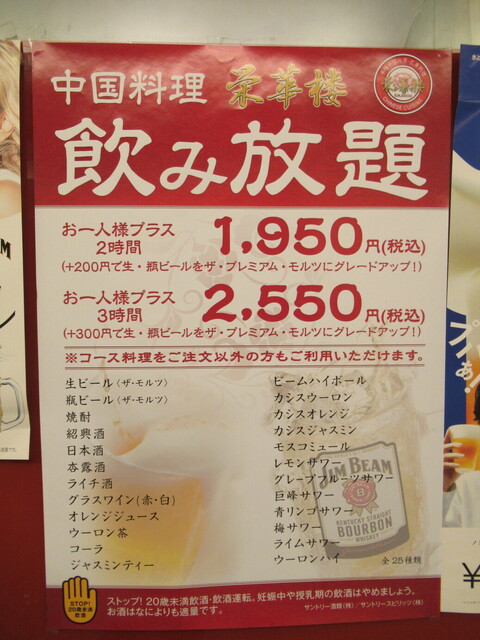 中国料理 栄華楼
CHINESE CUISINE
飲み放題
お一人様プラス
2時間
1,950円(税込)
(+200円で生・瓶ビールをザ・プレミアム・モルツにグレードアップ!)
お一人様プラス
3時間
2,550円(税込)
(+300円で生・瓶ビールをザ・プレミアム・モルツにグレードアップ!)
※コース料理をご注文以外の方もご利用いただけます。
生ビール(ザ・モルツ)
瓶ビール(ザ・モルツ)
焼酎
紹興酒
日本酒
杏露酒
ライチ酒
グラスワイン(赤・白)
オレンジジュース
ウーロン茶
コーラ
ジャスミンティー
ビームハイボール
カシスウーロン
カシスオレンジ
カシスジャスミン
モスコミュール
レモンサワー
グレープフルーツサワー
巨峰サワー
青リンゴサワー
梅サワー
ライムサワー
ウーロンハイ
全25種類
JIM BEAM
KENTUCKY STRAIGHT
BOURBON
WHISKEY
STOP!
20歳未満
飲酒
ストップ! 20歳未満飲酒・飲酒運転。妊娠中や授乳期の飲酒はやめましょう。
お酒はなによりも適量です。
サントリー酒類(株)/サントリースピリッツ(株)
EAM
プハ
あ!
¥